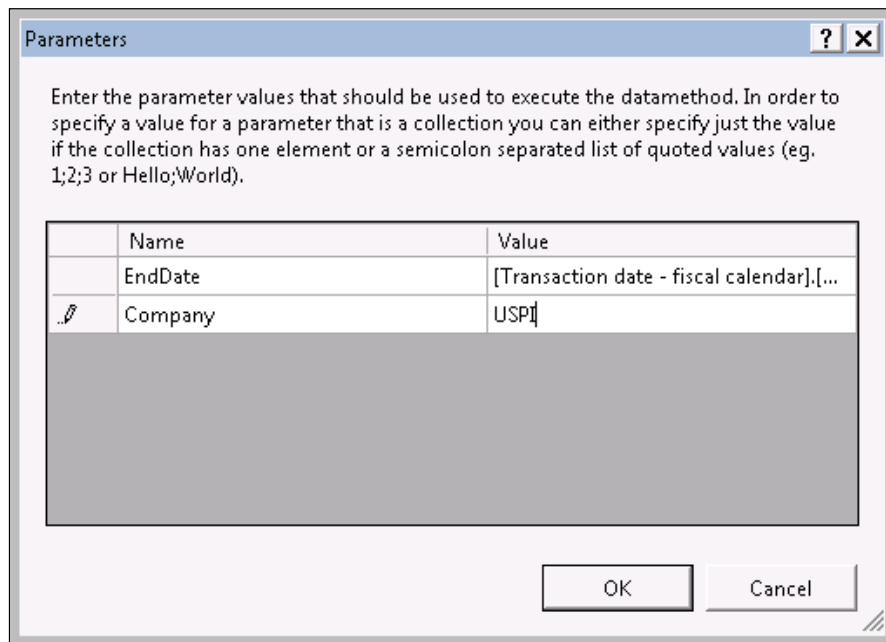 Parameters
Enter the parameter values that should be used to execute the datamethod. In order to
specify a value for a parameter that is a collection you can either specify just the value
if the collection has one element or a semicolon separated list of quoted values (eg.
1;2;3 or Hello;World).
Name Value
EndDate [Transaction date - fiscal calendar].[...
Company USPI
OK Cancel